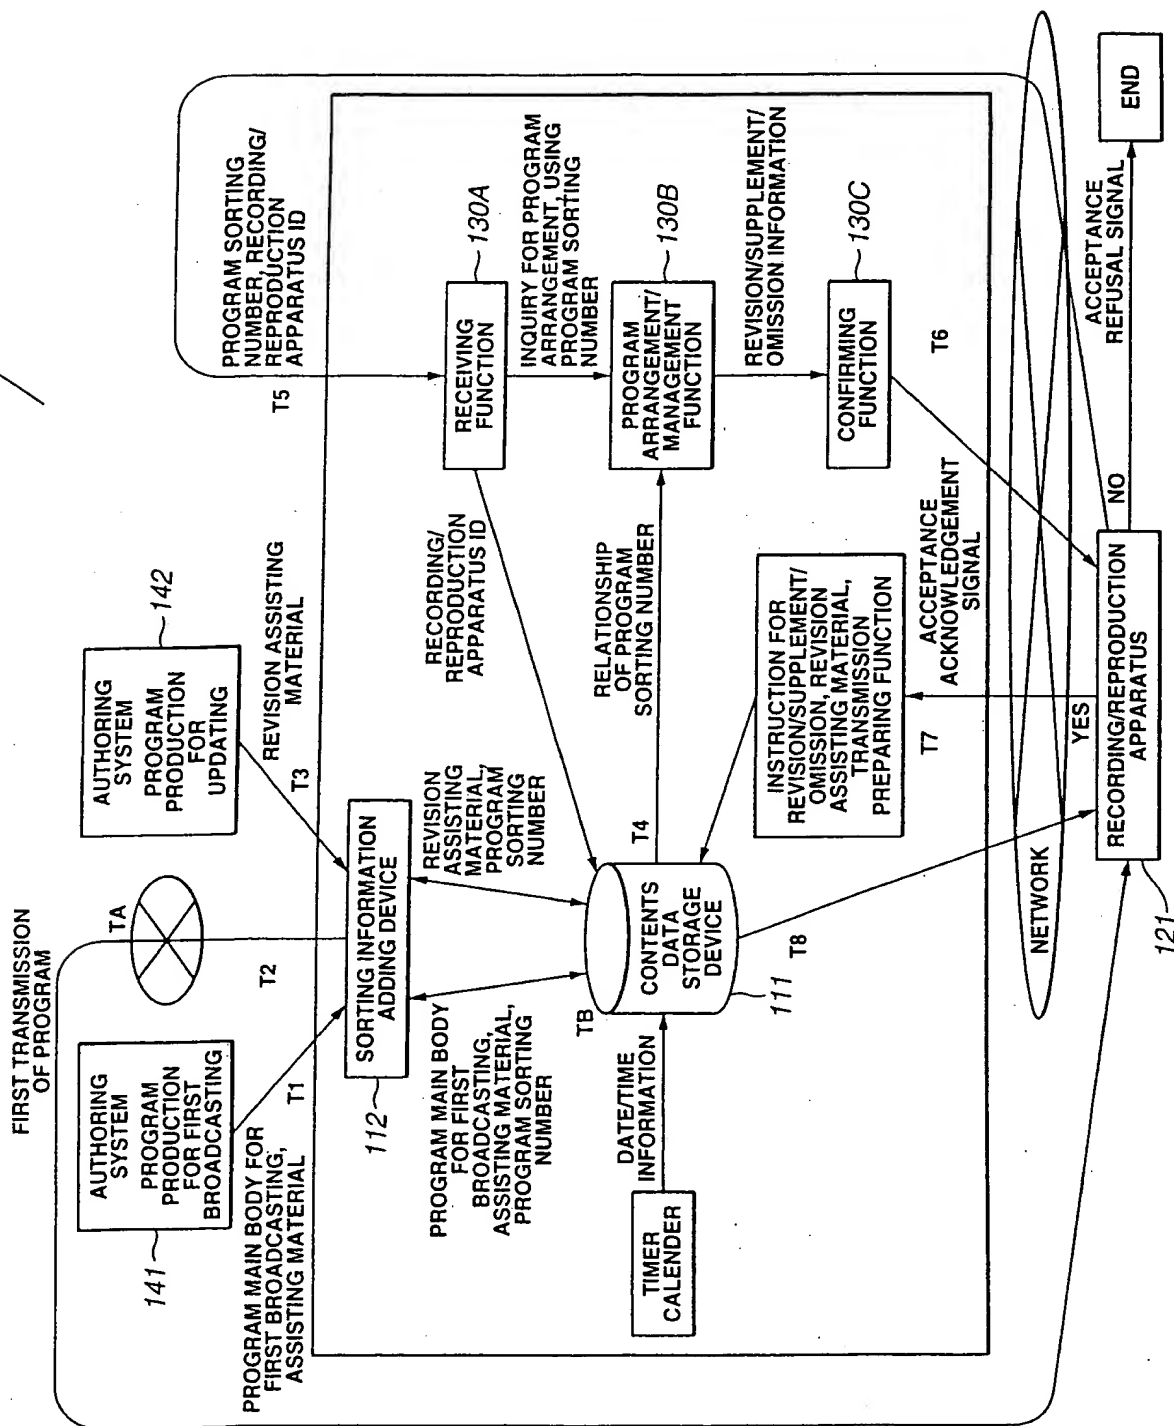 FIRST TRANSMISSION
OF PROGRAM
TA
T2
AUTHORING
SYSTEM
PROGRAM
PRODUCTION
FOR FIRST
BROADCASTING
141
T1
PROGRAM MAIN BODY FOR
FIRST BROADCASTING,
ASSISTING MATERIAL
AUTHORING
SYSTEM
PROGRAM
PRODUCTION
FOR
UPDATING
142
T3
REVISION ASSISTING
MATERIAL
PROGRAM SORTING
NUMBER, RECORDING/
REPRODUCTION
APPARATUS ID
T5
SORTING INFORMATION
ADDING DEVICE
112
PROGRAM MAIN BODY
FOR FIRST
BROADCASTING,
ASSISTING MATERIAL,
PROGRAM SORTING
NUMBER
TB
REVISION
ASSISTING
MATERIAL,
PROGRAM
SORTING
NUMBER
RECORDING/
REPRODUCTION
APPARATUS ID
RECEIVING
FUNCTION
130A
INQUIRY FOR PROGRAM
ARRANGEMENT, USING
PROGRAM SORTING
NUMBER
TIMER
CALENDER
DATE/TIME
INFORMATION
CONTENTS
DATA
STORAGE
DEVICE
111
T4
RELATIONSHIP
OF PROGRAM
SORTING NUMBER
PROGRAM
ARRANGEMENT/
MANAGEMENT
FUNCTION
130B
REVISION/SUPPLEMENT/
OMISSION INFORMATION
T8
INSTRUCTION FOR
REVISION/SUPPLEMENT/
OMISSION, REVISION
ASSISTING MATERIAL,
TRANSMISSION
PREPARING FUNCTION
CONFIRMING
FUNCTION
130C
T7
ACCEPTANCE
ACKNOWLEDGEMENT
SIGNAL
T6
NETWORK
YES
RECORDING/REPRODUCTION
APPARATUS
121
NO
ACCEPTANCE
REFUSAL SIGNAL
END